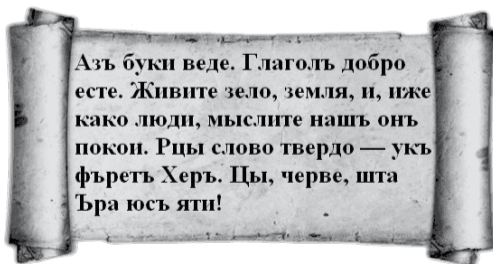 Азъ буки веде. Глаголъ добро
есте. Живите зело, земля, и, иже
како люди, мыслите нашъ онъ
покои. Рцы слово твердо — укъ
фъретъ Херъ. Цы, черве, шта
Ъра юсъ яти!